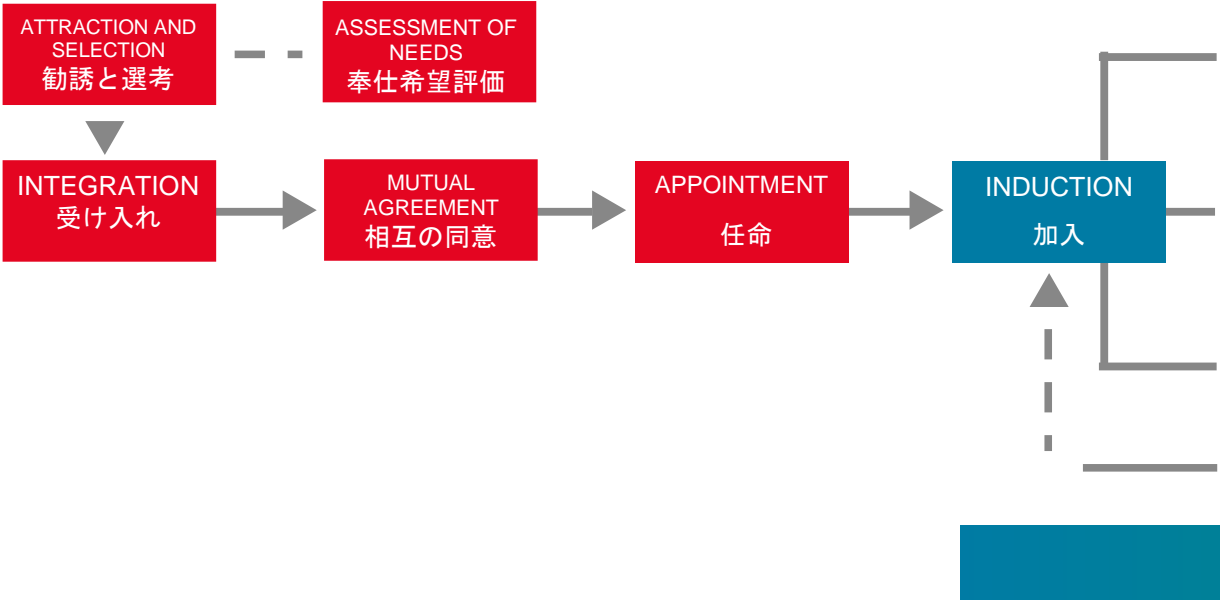 ATTRACTION AND
SELECTION
勧誘と選考
ASSESSMENT OF
NEEDS
奉仕希望評価
INTEGRATION
受け入れ
MUTUAL
AGREEMENT
相互の同意
APPOINTMENT
任命
INDUCTION
加入